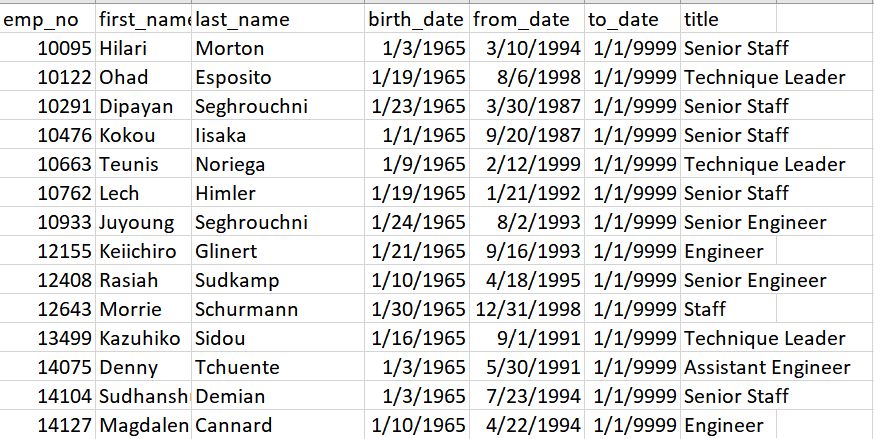 emp_no first_name last_name birth_date from_date to_date title
10095 Hilari Morton 1/3/1965 3/10/1994 1/1/9999 Senior Staff
10122 Ohad Esposito 1/19/1965 8/6/1998 1/1/9999 Technique Leader
10291 Dipayan Seghrouchni 1/23/1965 3/30/1987 1/1/9999 Senior Staff
10476 Kokou Iisaka 1/1/1965 9/20/1987 1/1/9999 Senior Staff
10663 Teunis Noriega 1/9/1965 2/12/1999 1/1/9999 Technique Leader
10762 Lech Himler 1/19/1965 1/21/1992 1/1/9999 Senior Staff
10933 Juyoung Seghrouchni 1/24/1965 8/2/1993 1/1/9999 Senior Engineer
12155 Keiichiro Glinert 1/21/1965 9/16/1993 1/1/9999 Engineer
12408 Rasiah Sudkamp 1/10/1965 4/18/1995 1/1/9999 Senior Engineer
12643 Morrie Schurmann 1/30/1965 12/31/1998 1/1/9999 Staff
13499 Kazuhiko Sidou 1/16/1965 9/1/1991 1/1/9999 Technique Leader
14075 Denny Tchuente 1/3/1965 5/30/1991 1/1/9999 Assistant Engineer
14104 Sudhansh Demian 1/3/1965 7/23/1994 1/1/9999 Senior Staff
14127 Magdalen Cannard 1/10/1965 4/22/1994 1/1/9999 Engineer